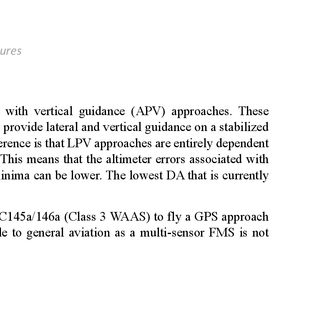 ures
with vertical guidance (APV) approaches. These
provide lateral and vertical guidance on a stabilized
erence is that LPV approaches are entirely dependent
This means that the altimeter errors associated with
inima can be lower. The lowest DA that is currently
C145a/146a (Class 3 WAAS) to fly a GPS approach
le to general aviation as a multi-sensor FMS is not